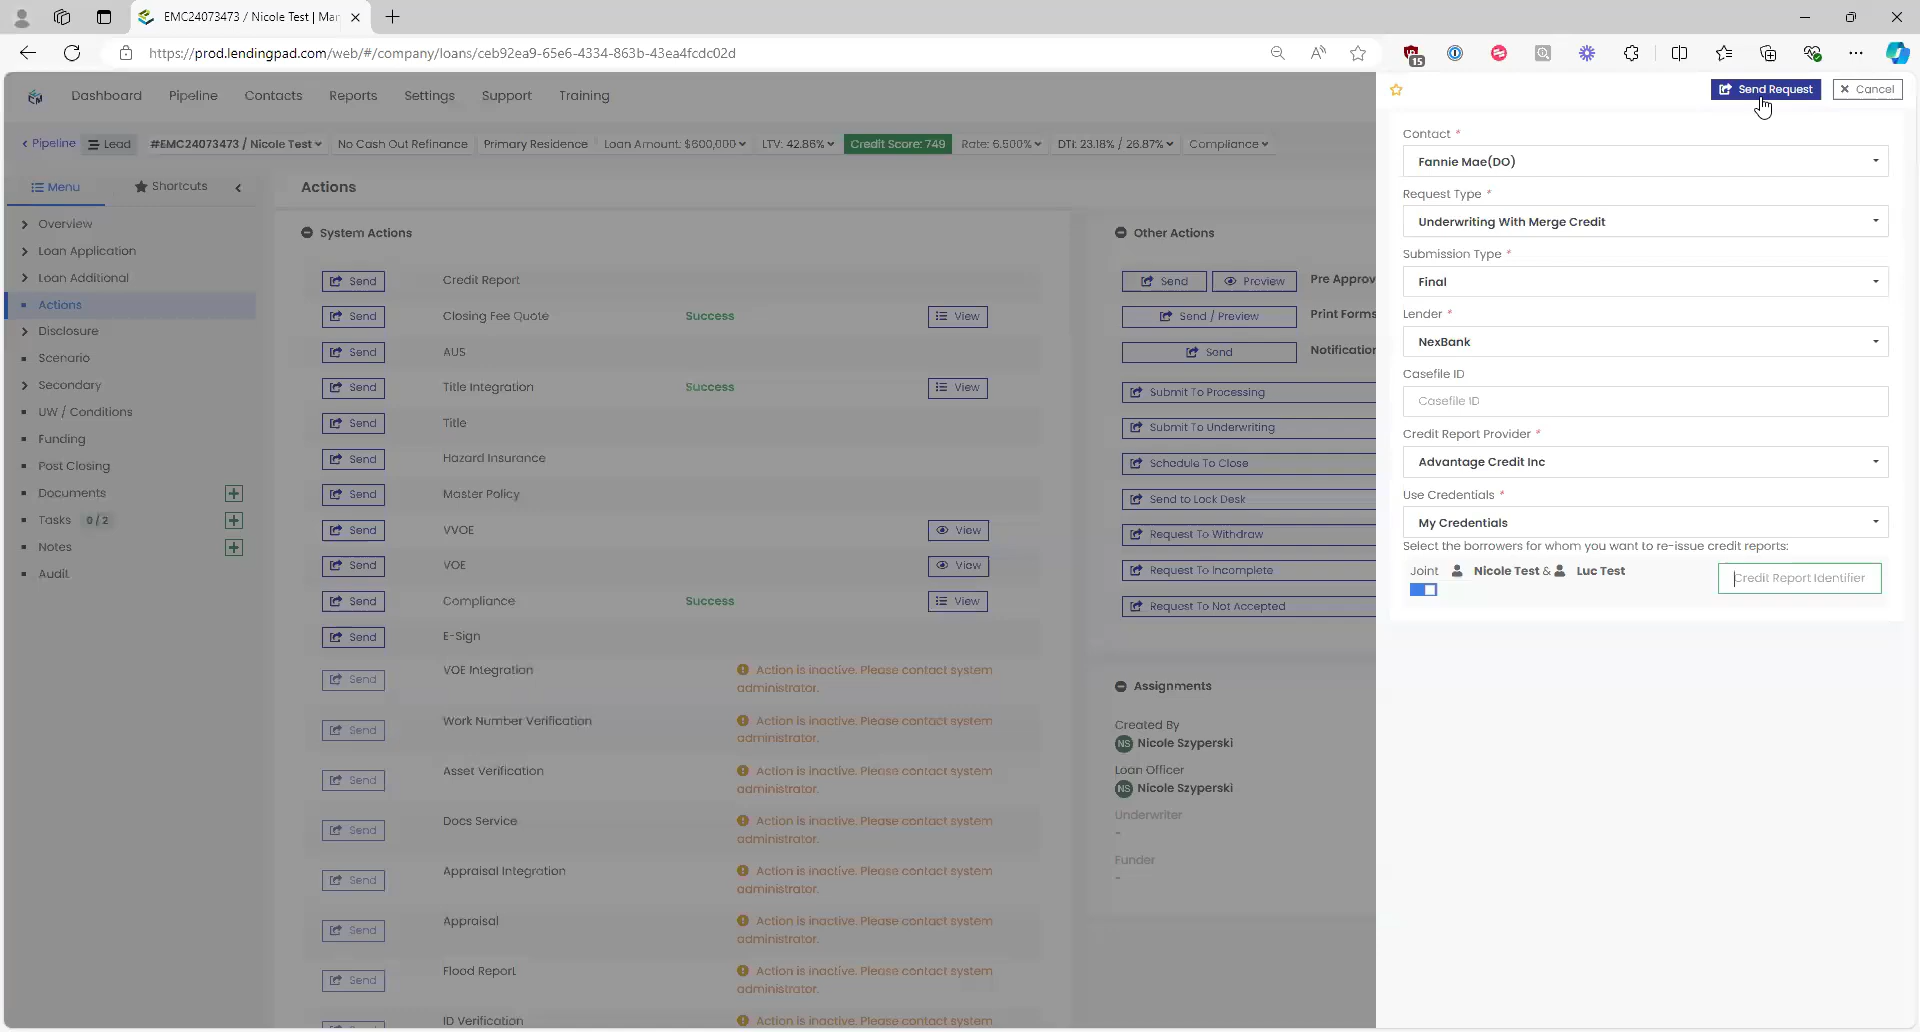 EMC24073473 / Nicole Test | Mar
https://prod.lendingpad.com/web/#/company/loans/ceb92ea9-65e6-4334-863b-43ea4fcdc02d
15
Dashboard Pipeline Contacts Reports Settings Support Training
Pipeline Lead #EMC24073473 / Nicole Test No Cash Out Refinance Primary Residence Loan Amount: $600,000 LTV: 42.86% Credit Score: 749 Rate: 6.500% DTI: 23.18% / 26.87% Compliance
Menu Shortcuts
Overview
Loan Application
Loan Additional
Actions
Disclosure
Scenario
Secondary
UW / Conditions
Funding
Post Closing
Documents
Tasks 0 / 2
Notes
Audit
Actions
System Actions
Send Credit Report
Send Closing Fee Quote Success View
Send AUS
Send Title Integration Success View
Send Title
Send Hazard Insurance
Send Master Policy
Send VVOE View
Send VOE View
Send Compliance Success View
Send E-Sign
Send VOE Integration Action is inactive. Please contact system
administrator.
Send Work Number Verification Action is inactive. Please contact system
administrator.
Send Asset Verification Action is inactive. Please contact system
administrator.
Send Docs Service Action is inactive. Please contact system
administrator.
Send Appraisal Integration Action is inactive. Please contact system
administrator.
Send Appraisal Action is inactive. Please contact system
administrator.
Send Flood Report Action is inactive. Please contact system
administrator.
ID Verification Action is inactive. Please contact system
Other Actions
Send Preview Pre Approv
Send / Preview Print Forms
Send Notification
Submit To Processing
Submit To Underwriting
Schedule To Close
Send to Lock Desk
Request To Withdraw
Request To Incomplete
Request To Not Accepted
Assignments
Created By
NS Nicole Szyperski
Loan Officer
NS Nicole Szyperski
Underwriter
-
Funder
-
Send Request Cancel
Contact *
Fannie Mae(DO)
Request Type *
Underwriting With Merge Credit
Submission Type *
Final
Lender *
NexBank
Casefile ID
Casefile ID
Credit Report Provider *
Advantage Credit Inc
Use Credentials *
My Credentials
Select the borrowers for whom you want to re-issue credit reports:
Joint Nicole Test & Luc Test Credit Report Identifier